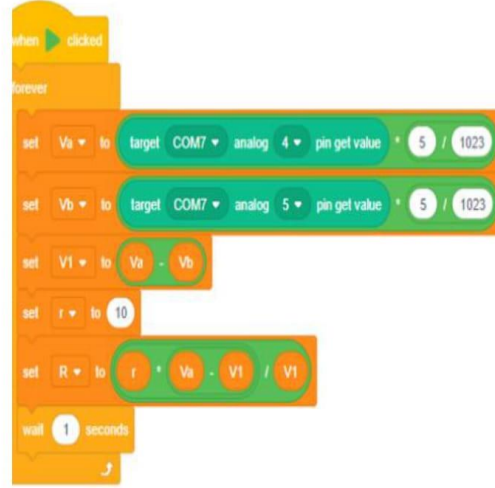 when clicked
forever
set Va to target COM7 analog 4 pin get value * 5 / 1023
set Vb to target COM7 analog 5 pin get value * 5 / 1023
set V1 to Va - Vb
set r to 10
set R to r * Va - V1 / V1
wait 1 seconds